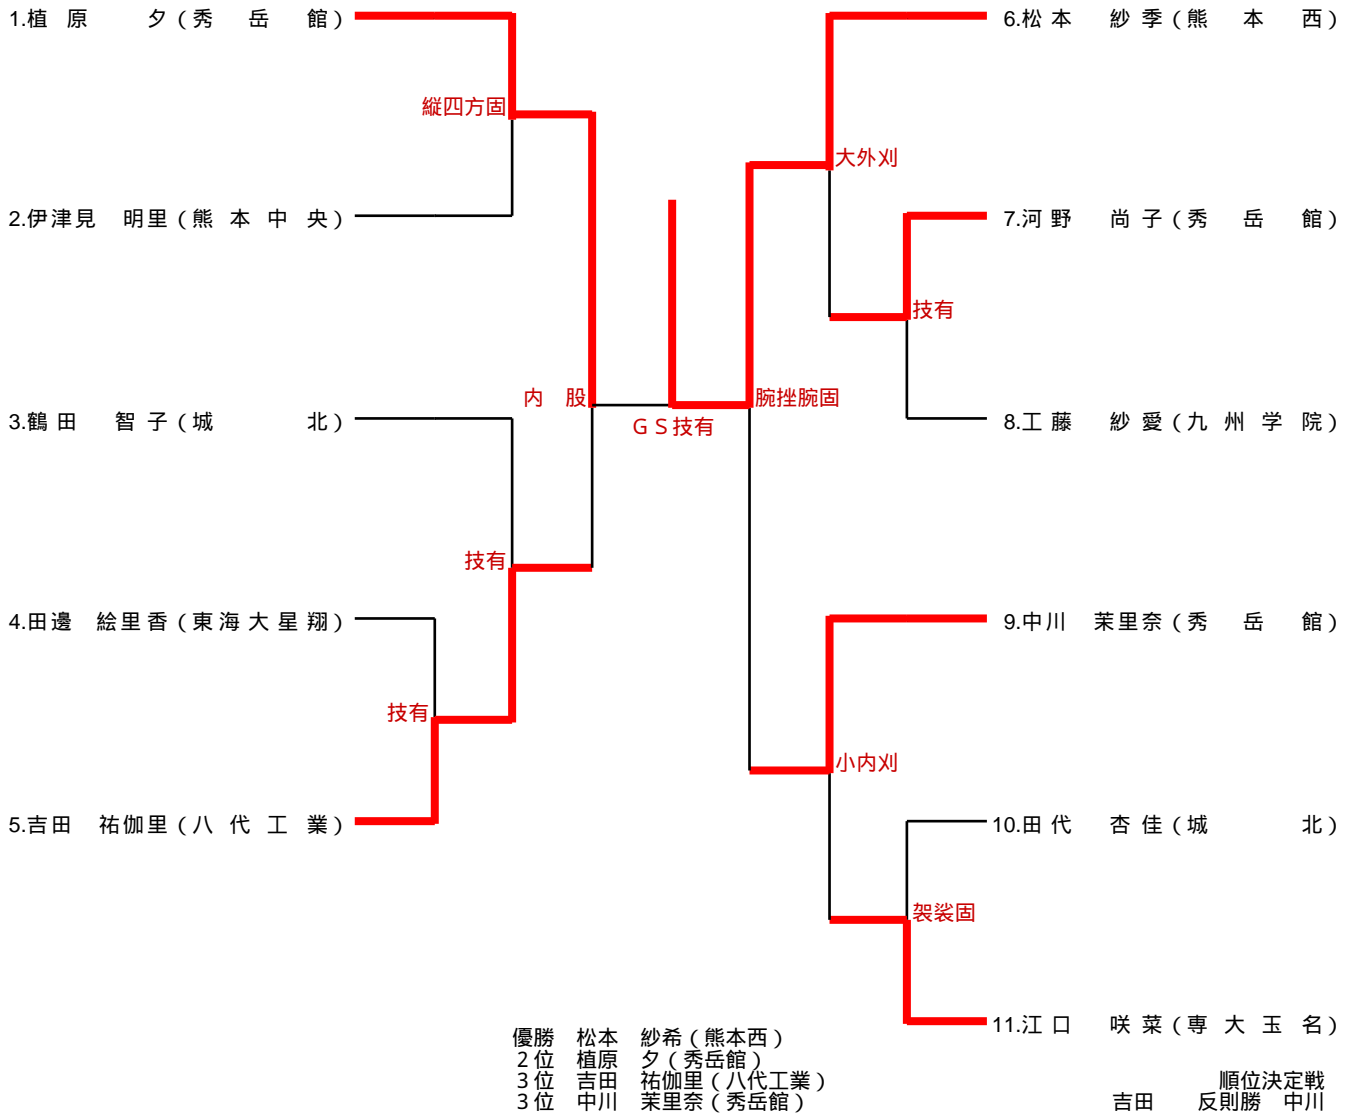 1.植原　夕(秀岳館)
縦四方固
2.伊津見　明里(熊本中央)
3.鶴田　智子(城北)
内　股
技有
4.田邊　絵里香(東海大星翔)
技有
5.吉田　祐伽里(八代工業)
GS技有
6.松本　紗季(熊本西)
大外刈
7.河野　尚子(秀岳館)
技有
腕挫腕固
8.工藤　紗愛(九州学院)
9.中川　茉里奈(秀岳館)
小内刈
10.田代　杏佳(城北)
袈裟固
11.江口　咲菜(専大玉名)
優勝　松本　紗希(熊本西)
2位　植原　夕(秀岳館)
3位　吉田　祐伽里(八代工業)
3位　中川　茉里奈(秀岳館)
順位決定戦
吉田　反則勝　中川